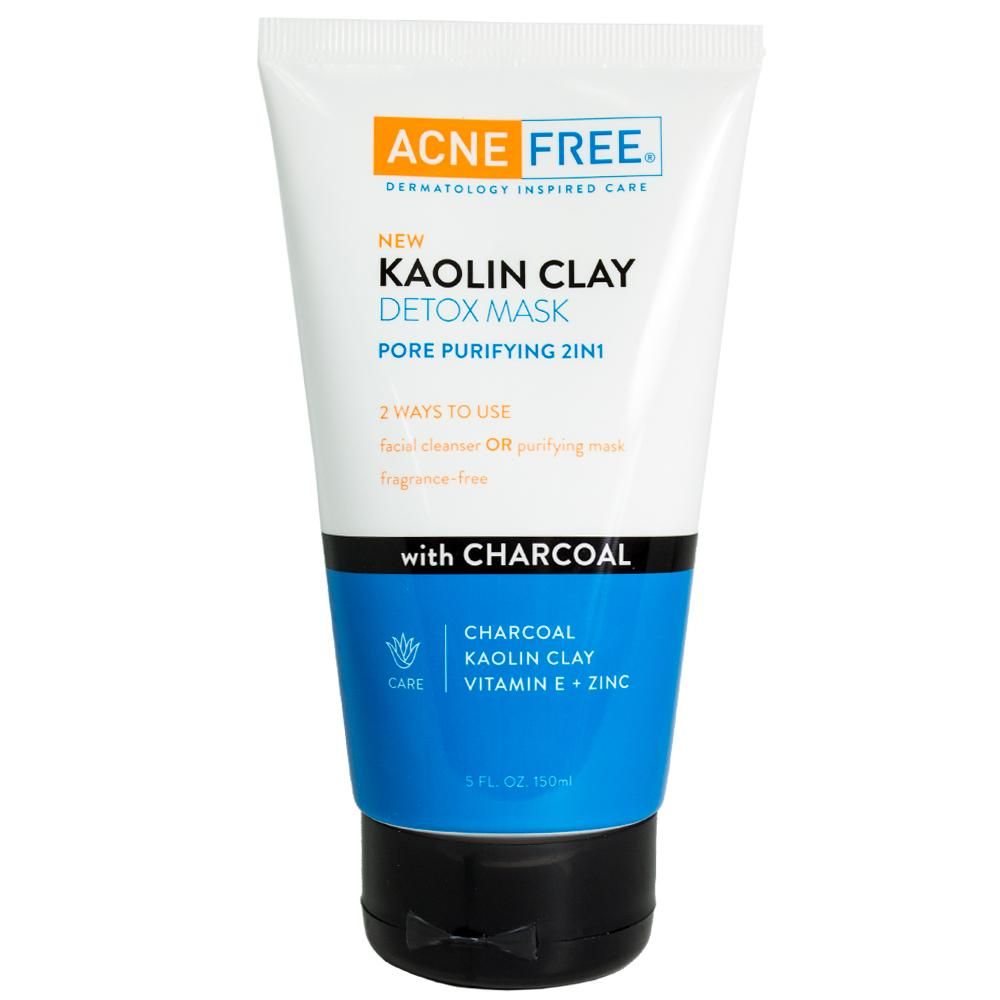 ACNE FREE®
DERMATOLOGY INSPIRED CARE
NEW
KAOLIN CLAY
DETOX MASK
PORE PURIFYING 2IN1
2 WAYS TO USE
facial cleanser OR purifying mask
fragrance-free
with CHARCOAL
CARE
CHARCOAL
KAOLIN CLAY
VITAMIN E + ZINC
5 FL. OZ. 150ml